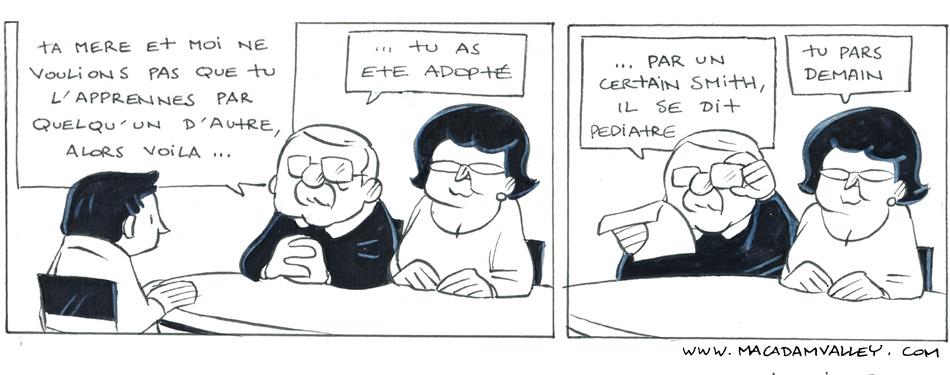 TA MERE ET MOI NE
VOULIONS PAS QUE TU
L'APPRENNES PAR
QUELQU'UN D'AUTRE,
ALORS VOILA ...
... TU AS
ETE ADOPTÉ
... PAR UN
CERTAIN SMITH,
IL SE DIT
PEDIATRE
TU PARS
DEMAIN
WWW. MACADAMVALLEY. COM